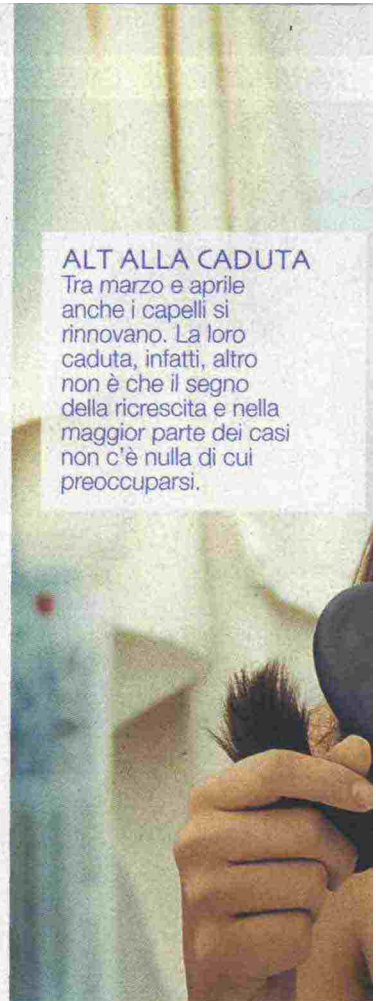 ALT ALLA CADUTA
Tra marzo e aprile
anche i capelli si
rinnovano. La loro
caduta, infatti, altro
non è che il segno
della ricrescita e nella
maggior parte dei casi
non c'è nulla di cui
preoccuparsi.